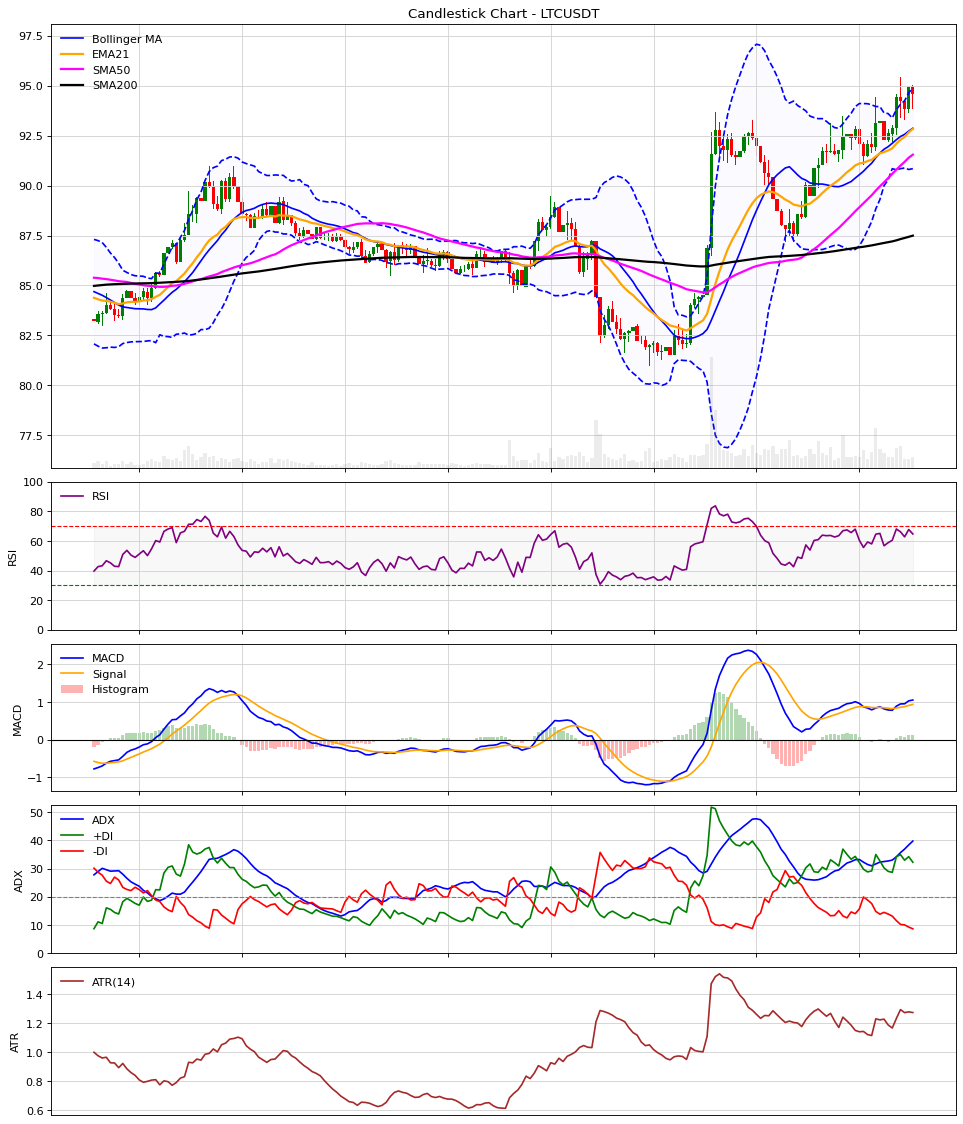 Candlestick Chart - LTCUSDT
97.5
95.0
92.5
90.0
87.5
85.0
82.5
80.0
77.5
Bollinger MA
EMA21
SMA50
SMA200
RSI
100
80
60
40
20
0
RSI
MACD
2
1
0
−1
MACD
Signal
Histogram
ADX
50
40
30
20
10
0
ADX
+DI
-DI
ATR
1.4
1.2
1.0
0.8
0.6
ATR(14)